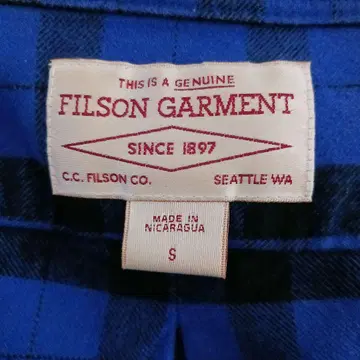 THIS IS A GENUINE
FILSON GARMENT
SINCE 1897
C.C. FILSON CO. SEATTLE WA
MADE IN
NICARAGUA
S